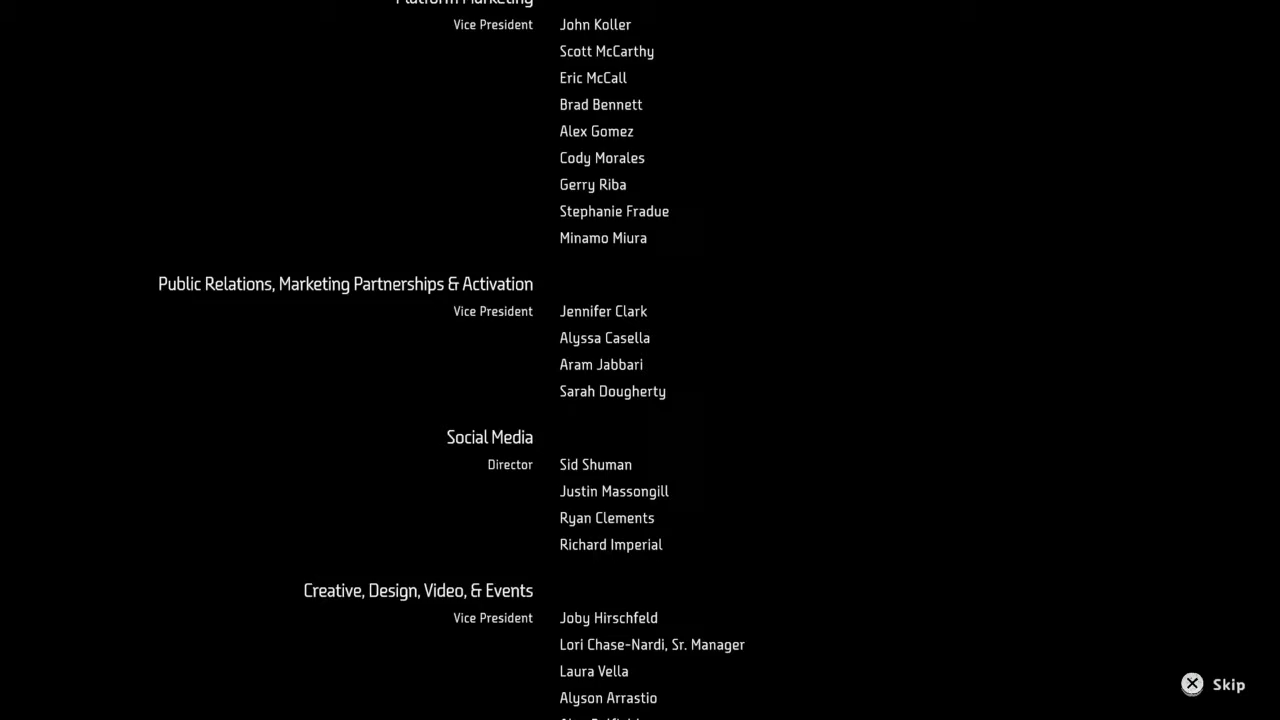 Platform Marketing
Vice President John Koller
Scott McCarthy
Eric McCall
Brad Bennett
Alex Gomez
Cody Morales
Gerry Riba
Stephanie Fradue
Minamo Miura
Public Relations, Marketing Partnerships & Activation
Vice President Jennifer Clark
Alyssa Casella
Aram Jabbari
Sarah Dougherty
Social Media
Director Sid Shuman
Justin Massongill
Ryan Clements
Richard Imperial
Creative, Design, Video, & Events
Vice President Joby Hirschfeld
Lori Chase-Nardi, Sr. Manager
Laura Vella
Alyson Arrastio
Skip